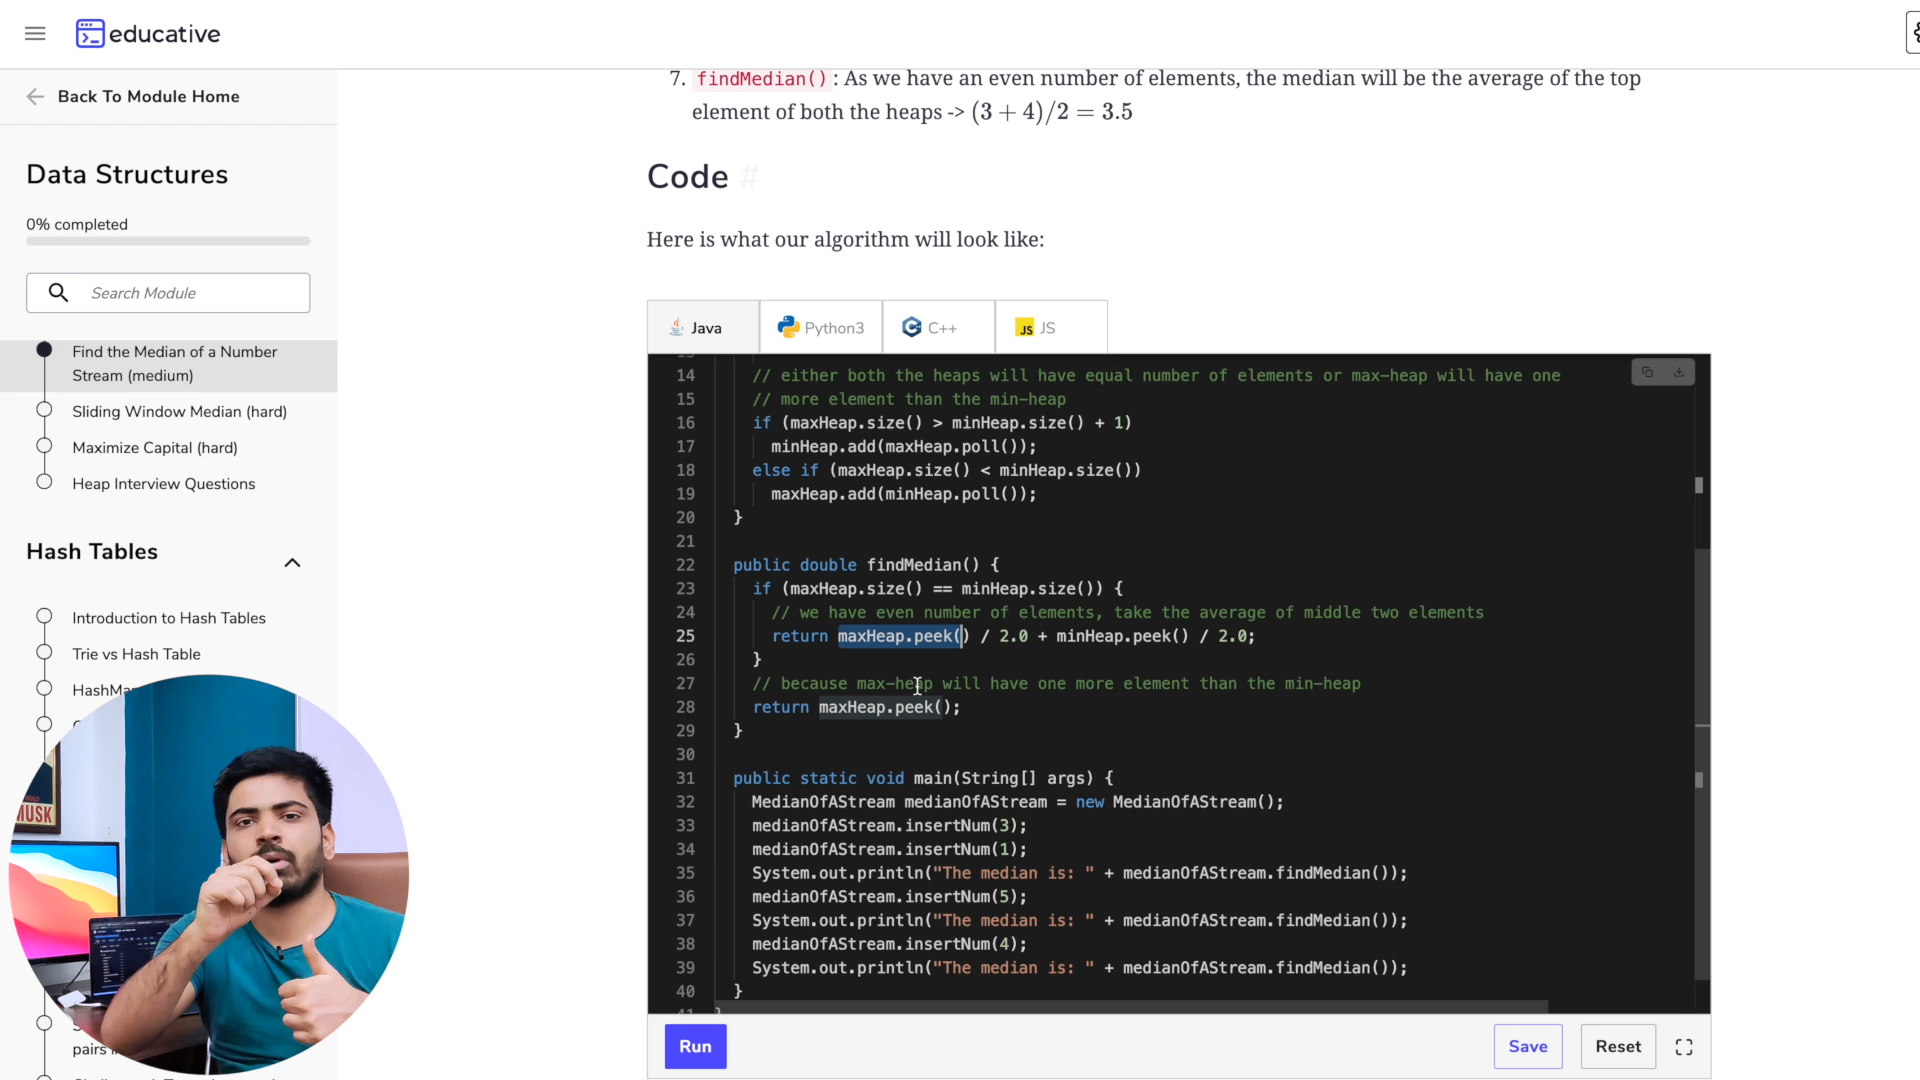 educative
Back To Module Home
Data Structures
0% completed
Search Module
Find the Median of a Number
Stream (medium)
Sliding Window Median (hard)
Maximize Capital (hard)
Heap Interview Questions
Hash Tables
Introduction to Hash Tables
Trie vs Hash Table
MUSK
pairs
7. findMedian() : As we have an even number of elements, the median will be the average of the top
element of both the heaps -> (3 + 4)/2 = 3.5
Code #
Here is what our algorithm will look like:
Java
Python3
C++
JS JS
14 // either both the heaps will have equal number of elements or max-heap will have one
15 // more element than the min-heap
16 if (maxHeap.size() > minHeap.size() + 1)
17 minHeap.add(maxHeap.poll());
18 else if (maxHeap.size() < minHeap.size())
19 maxHeap.add(minHeap.poll());
20 }
21
22 public double findMedian() {
23 if (maxHeap.size() == minHeap.size()) {
24 // we have even number of elements, take the average of middle two elements
25 return maxHeap.peek() / 2.0 + minHeap.peek() / 2.0;
26 }
27 // because max-heap will have one more element than the min-heap
28 return maxHeap.peek();
29 }
30
31 public static void main(String[] args) {
32 MedianOfAStream medianOfAStream = new MedianOfAStream();
33 medianOfAStream.insertNum(3);
34 medianOfAStream.insertNum(1);
35 System.out.println("The median is: " + medianOfAStream.findMedian());
36 medianOfAStream.insertNum(5);
37 System.out.println("The median is: " + medianOfAStream.findMedian());
38 medianOfAStream.insertNum(4);
39 System.out.println("The median is: " + medianOfAStream.findMedian());
40 }
Run
Save
Reset